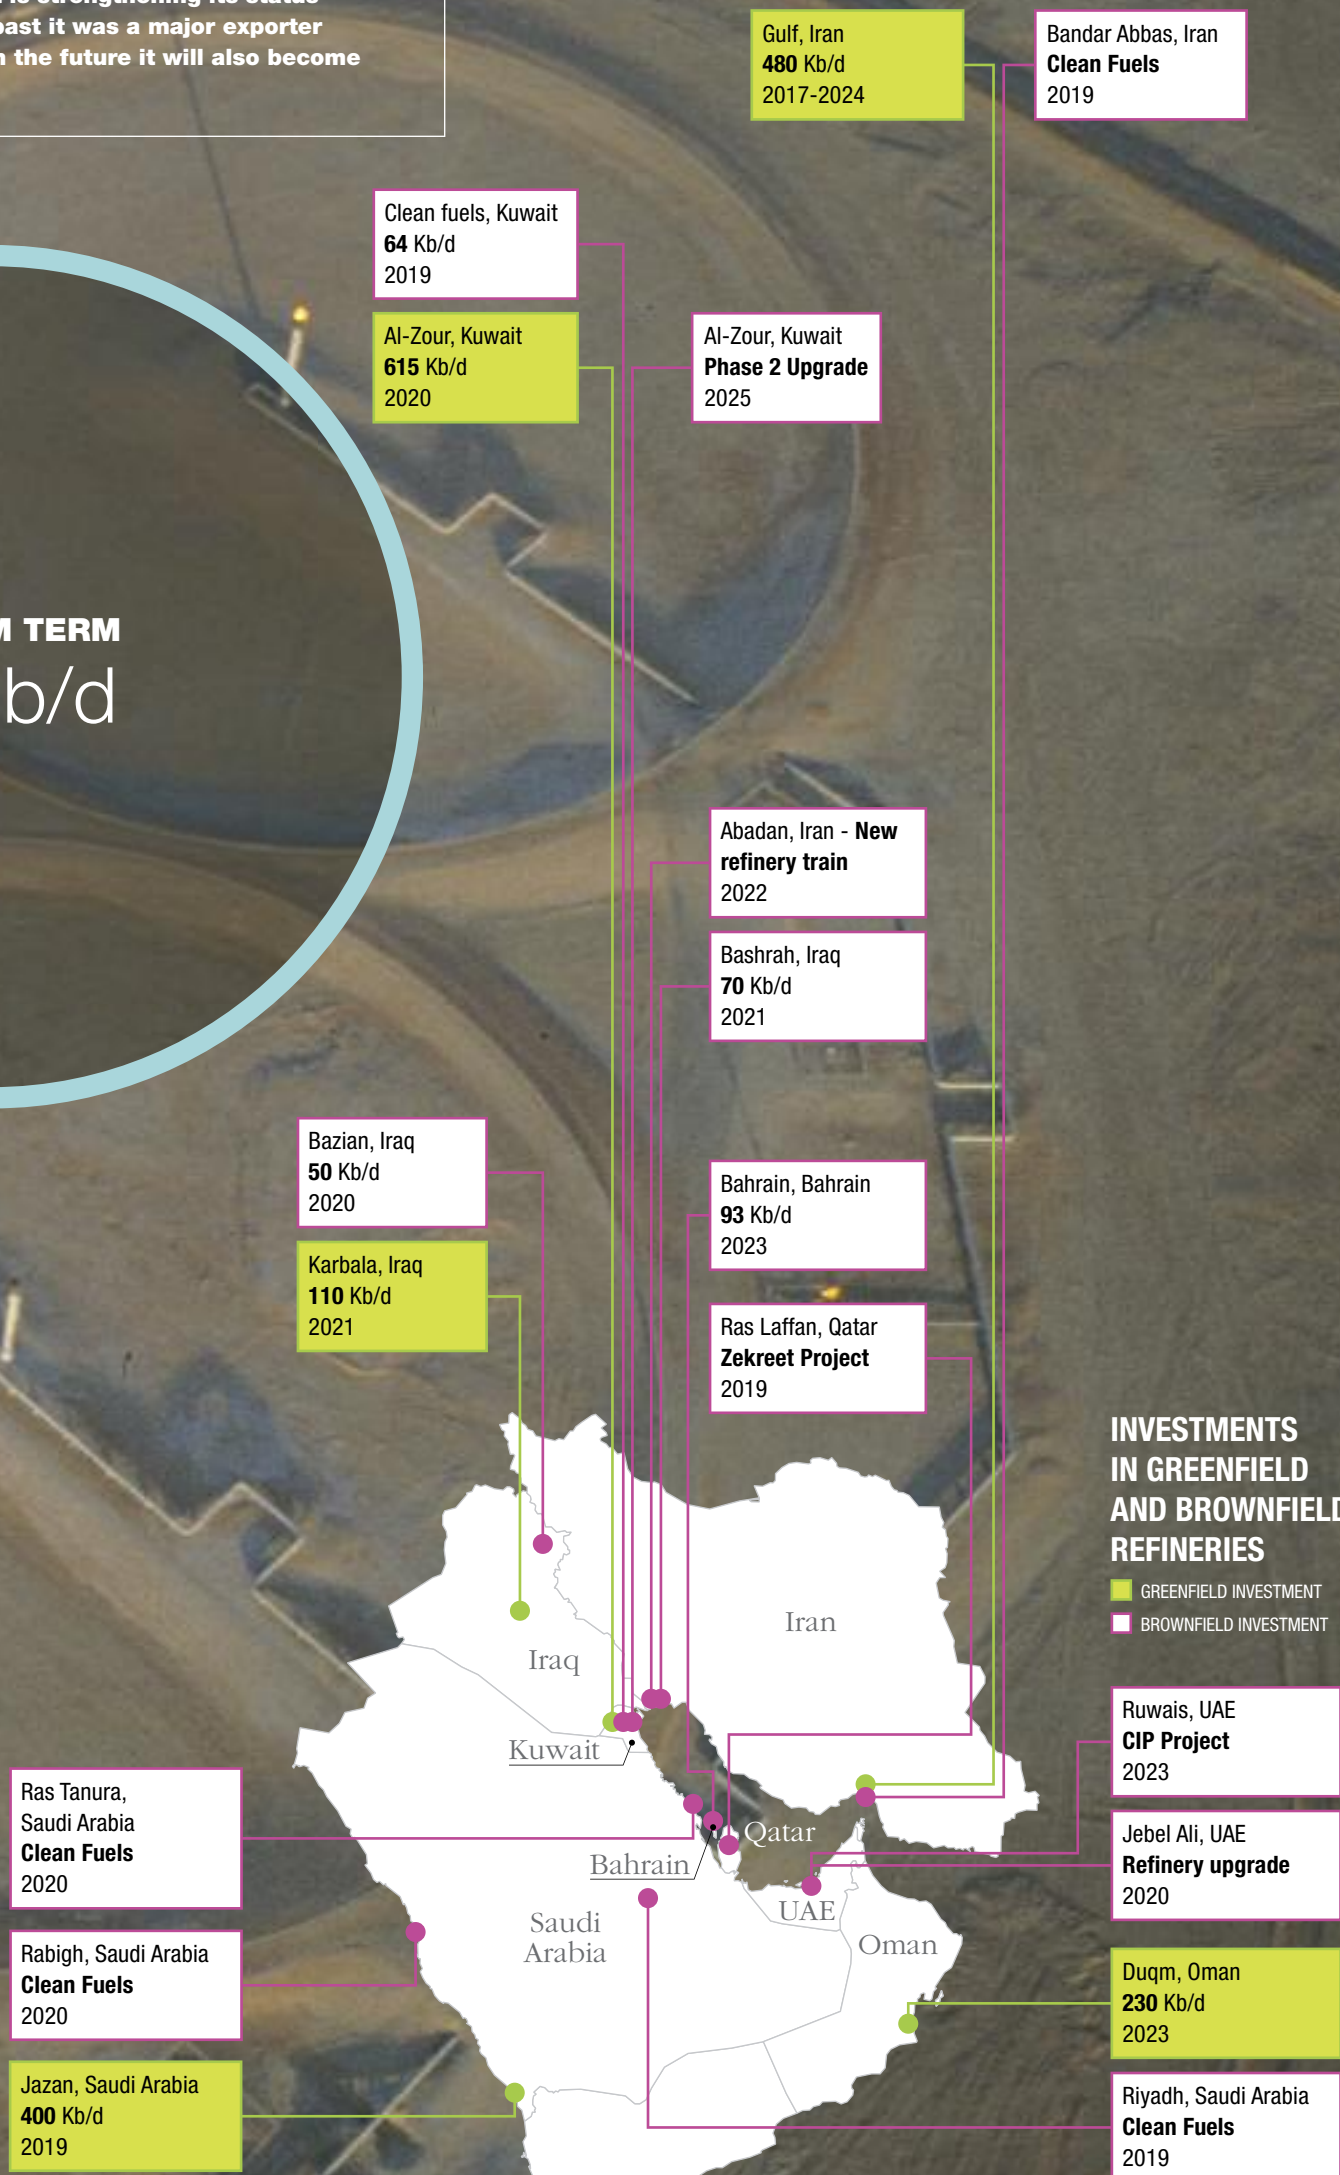 is strengthening its status
past it was a major exporter
the future it will also become
Gulf, Iran
480 Kb/d
2017-2024
Bandar Abbas, Iran
Clean Fuels
2019
Clean fuels, Kuwait
64 Kb/d
2019
Al-Zour, Kuwait
615 Kb/d
2020
Al-Zour, Kuwait
Phase 2 Upgrade
2025
TERM
b/d
Abadan, Iran - New
refinery train
2022
Bashrah, Iraq
70 Kb/d
2021
Bazian, Iraq
50 Kb/d
2020
Karbala, Iraq
110 Kb/d
2021
Bahrain, Bahrain
93 Kb/d
2023
Ras Laffan, Qatar
Zekreet Project
2019
INVESTMENTS
IN GREENFIELD
AND BROWNFIELD
REFINERIES
GREENFIELD INVESTMENT
BROWNFIELD INVESTMENT
Iran
Iraq
Kuwait
Qatar
Bahrain
UAE
Saudi
Arabia
Oman
Ras Tanura,
Saudi Arabia
Clean Fuels
2020
Rabigh, Saudi Arabia
Clean Fuels
2020
Jazan, Saudi Arabia
400 Kb/d
2019
Ruwais, UAE
CIP Project
2023
Jebel Ali, UAE
Refinery upgrade
2020
Duqm, Oman
230 Kb/d
2023
Riyadh, Saudi Arabia
Clean Fuels
2019